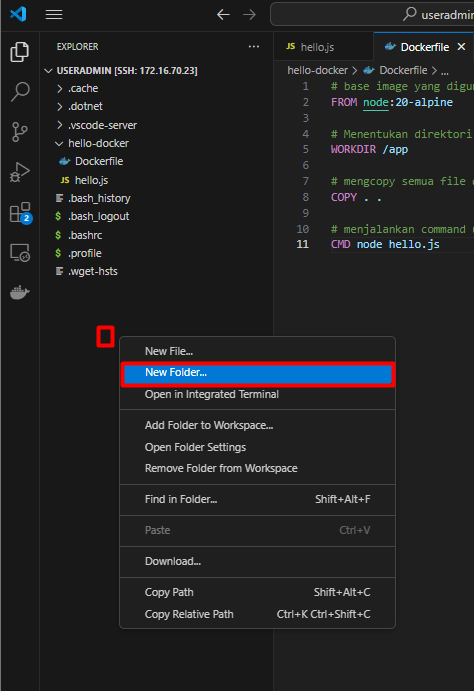 useradmin
EXPLORER
USERADMIN [SSH: 172.16.70.23]
.cache
.dotnet
.vscode-server
hello-docker
Dockerfile
hello.js
.bash_history
.bash_logout
.bashrc
.profile
.wget-hsts
2
JS hello.js
Dockerfile
hello-docker > Dockerfile > ...
1 # base image yang
2 FROM node:20-alpine
3
4 # Menentukan direktori
5 WORKDIR /app
6
7 # mengcopy semua file
8 COPY . .
9
10 # menjalankan command
11 CMD node hello.js
New File...
New Folder...
Open in Integrated Terminal
Add Folder to Workspace...
Open Folder Settings
Remove Folder from Workspace
Find in Folder... Shift+Alt+F
Paste Ctrl+V
Download...
Copy Path Shift+Alt+C
Copy Relative Path Ctrl+K Ctrl+Shift+C